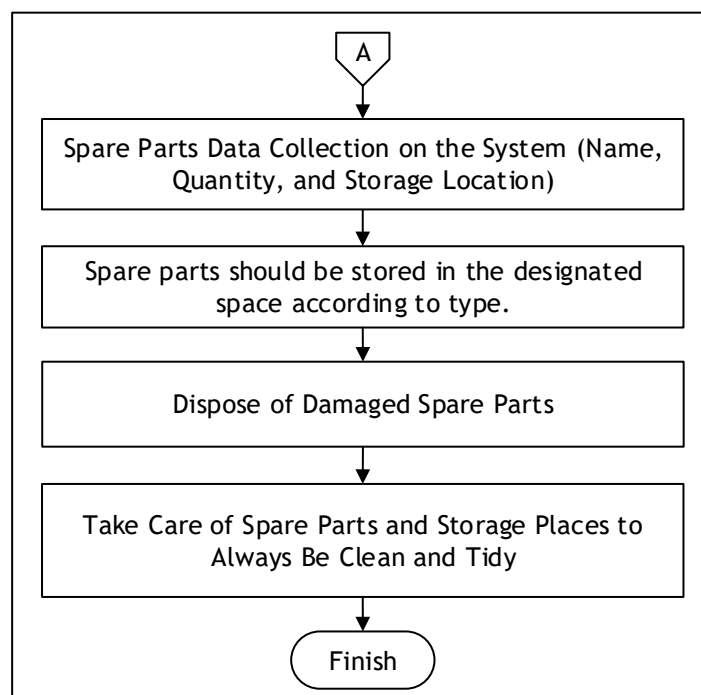 A
Spare Parts Data Collection on the System (Name,
Quantity, and Storage Location)
Spare parts should be stored in the designated
space according to type.
Dispose of Damaged Spare Parts
Take Care of Spare Parts and Storage Places to
Always Be Clean and Tidy
Finish